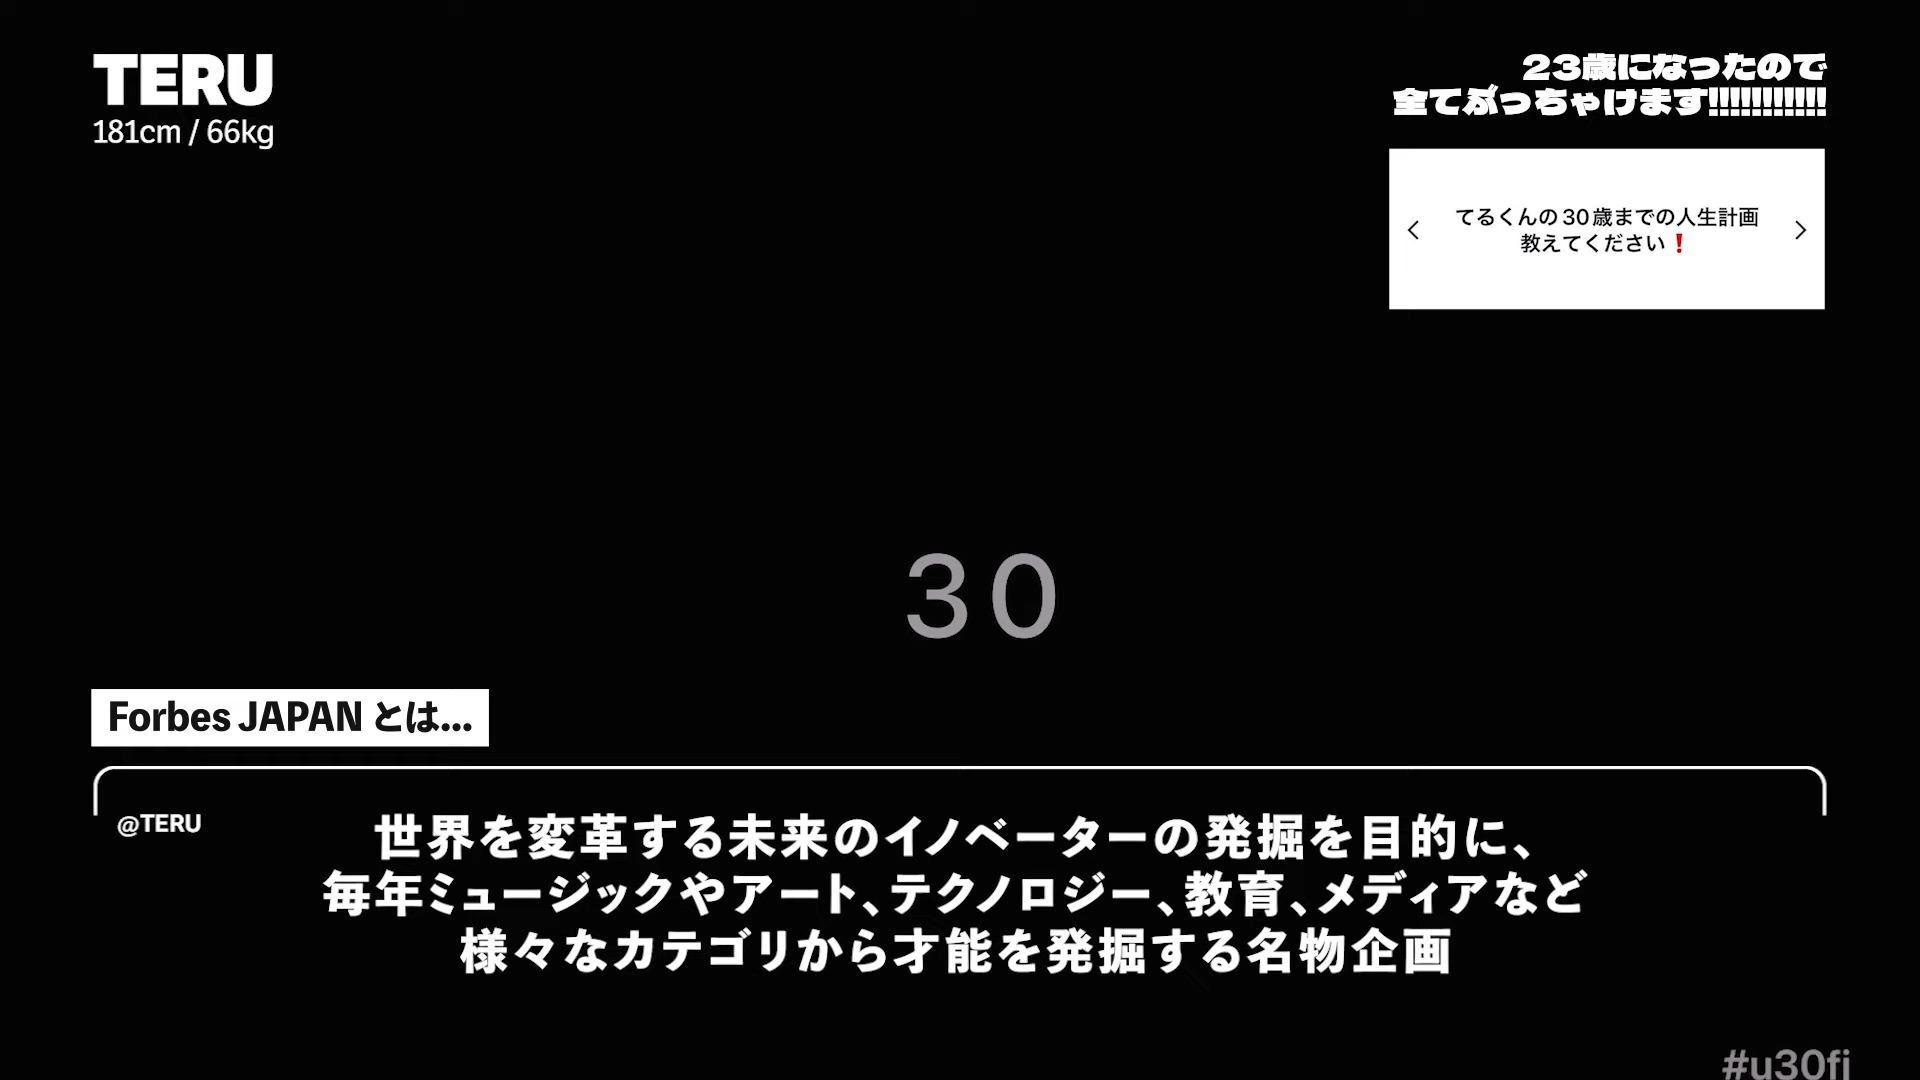 TERU
181cm / 66kg
23歳になったので
全てぶっちゃけます!!!!!!!!!!!
てるくんの30歳までの人生計画
教えてください❗
30
Forbes JAPAN とは...
@TERU
世界を変革する未来のイノベーターの発掘を目的に、
毎年ミュージックやアート、テクノロジー、教育、メディアなど
様々なカテゴリから才能を発掘する名物企画
#u30fj